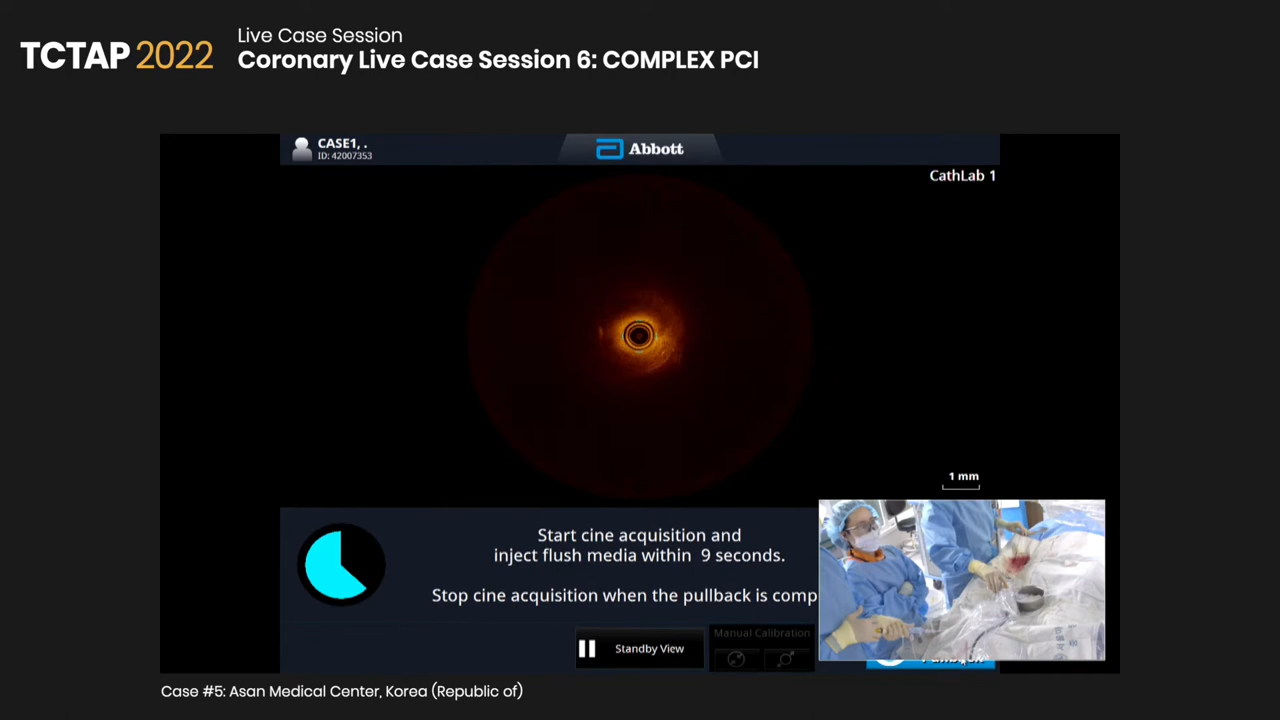 TCTAP 2022
Live Case Session
Coronary Live Case Session 6: COMPLEX PCI
CASE1, .
ID: 42007353
Abbott
CathLab 1
1 mm
Start cine acquisition and
inject flush media within 9 seconds.
Stop cine acquisition when the pullback is comp
Standby View
Manual Calibration
Case #5: Asan Medical Center, Korea (Republic of)